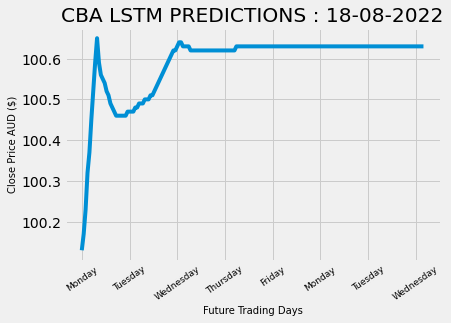 CBA LSTM PREDICTIONS : 18-08-2022
Close Price AUD ($)
100.6
100.5
100.4
100.3
100.2
Monday
Tuesday
Wednesday
Thursday
Friday
Monday
Tuesday
Wednesday
Future Trading Days